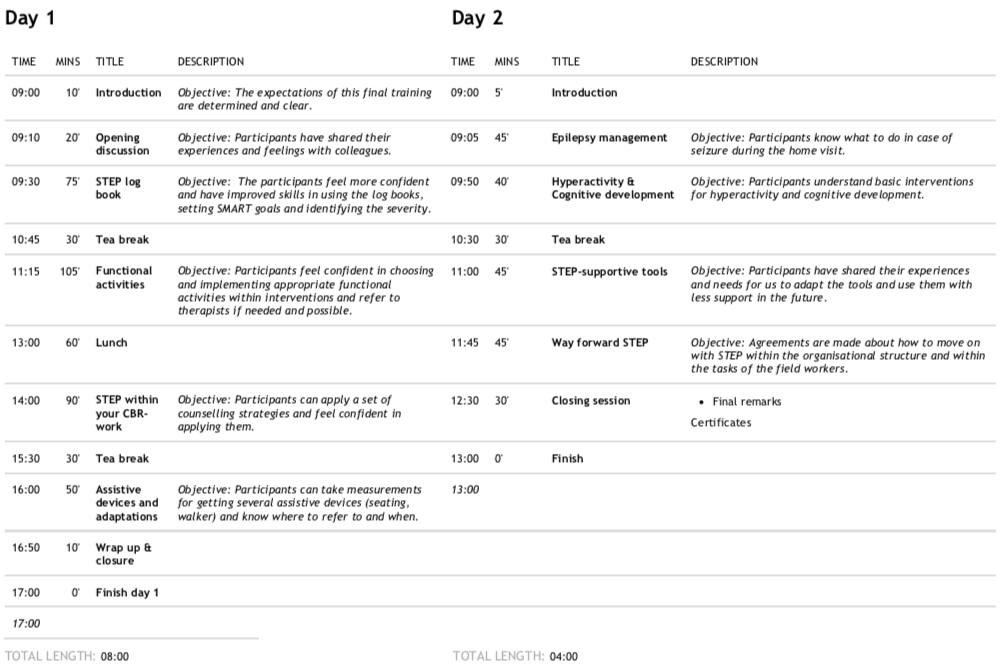 Day 1
TIME MINS TITLE DESCRIPTION
09:00 10' Introduction Objective: The expectations of this final training
are determined and clear.
09:10 20' Opening Objective: Participants have shared their
discussion experiences and feelings with colleagues.
09:30 75' STEP log Objective: The participants feel more confident
book and have improved skills in using the log books,
setting SMART goals and identifying the severity.
10:45 30' Tea break
11:15 105' Functional Objective: Participants feel confident in choosing
activities and implementing appropriate functional
activities within interventions and refer to
therapists if needed and possible.
13:00 60' Lunch
14:00 90' STEP within Objective: Participants can apply a set of
your CBR- counselling strategies and feel confident in
work applying them.
15:30 30' Tea break
16:00 50' Assistive Objective: Participants can take measurements
devices and for getting several assistive devices (seating,
adaptations walker) and know where to refer to and when.
16:50 10' Wrap up &
closure
17:00 0' Finish day 1
17:00
TOTAL LENGTH: 08:00
Day 2
TIME MINS TITLE DESCRIPTION
09:00 5' Introduction
09:05 45' Epilepsy management Objective: Participants know what to do in case of
seizure during the home visit.
09:50 40' Hyperactivity & Objective: Participants understand basic interventions
Cognitive development for hyperactivity and cognitive development.
10:30 30' Tea break
11:00 45' STEP-supportive tools Objective: Participants have shared their experiences
and needs for us to adapt the tools and use them with
less support in the future.
11:45 45' Way forward STEP Objective: Agreements are made about how to move on
with STEP within the organisational structure and within
the tasks of the field workers.
12:30 30' Closing session • Final remarks
Certificates
13:00 0' Finish
13:00
TOTAL LENGTH: 04:00